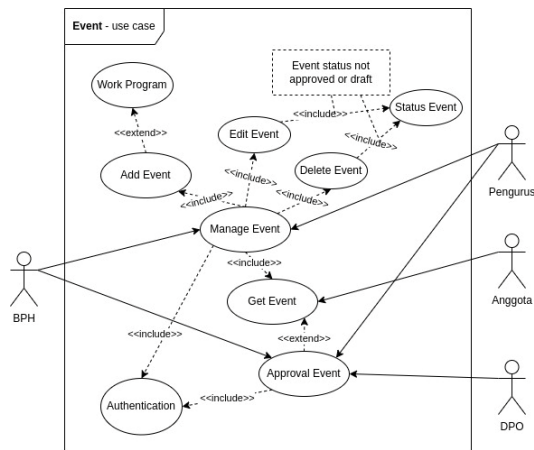 Event - use case
Event status not
approved or draft
Work Program
<<include>>
Status Event
<<extend>>
Edit Event
<<include>>
Delete Event
Pengurus
Add Event
<<include>>
<<include>>
<<include>>
Manage Event
BPH
<<include>>
Get Event
Anggota
<<include>>
<<extend>>
Approval Event
Authentication
<<include>>
DPO